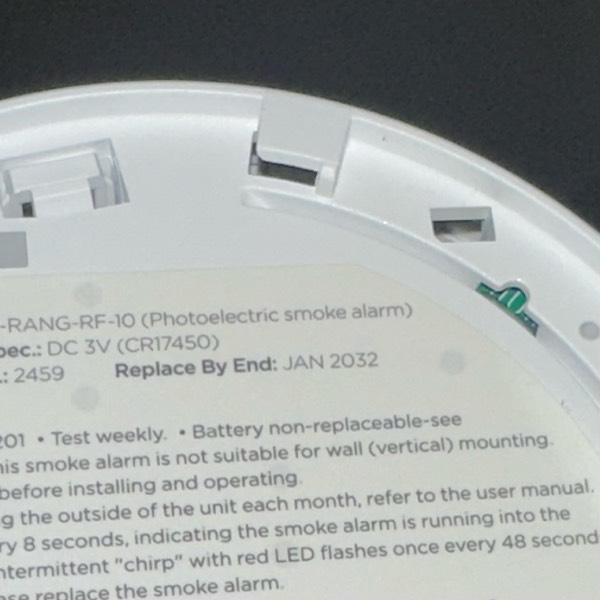 -RANG-RF-10 (Photoelectric smoke alarm)
pec.: DC 3V (CR17450)
.: 2459 Replace By End: JAN 2032
201 • Test weekly. • Battery non-replaceable-see
his smoke alarm is not suitable for wall (vertical) mounting.
before installing and operating.
g the outside of the unit each month, refer to the user manual.
ry 8 seconds, indicating the smoke alarm is running into the
ntermittent "chirp" with red LED flashes once every 48 second
ase replace the smoke alarm.